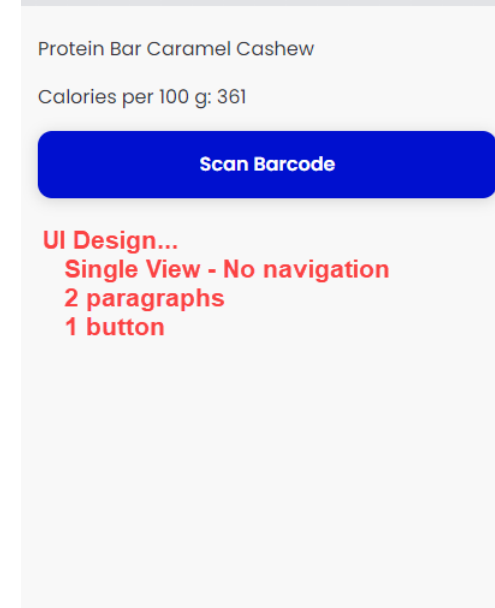 Protein Bar Caramel Cashew
Calories per 100 g: 361
Scan Barcode
UI Design...
Single View - No navigation
2 paragraphs
1 button